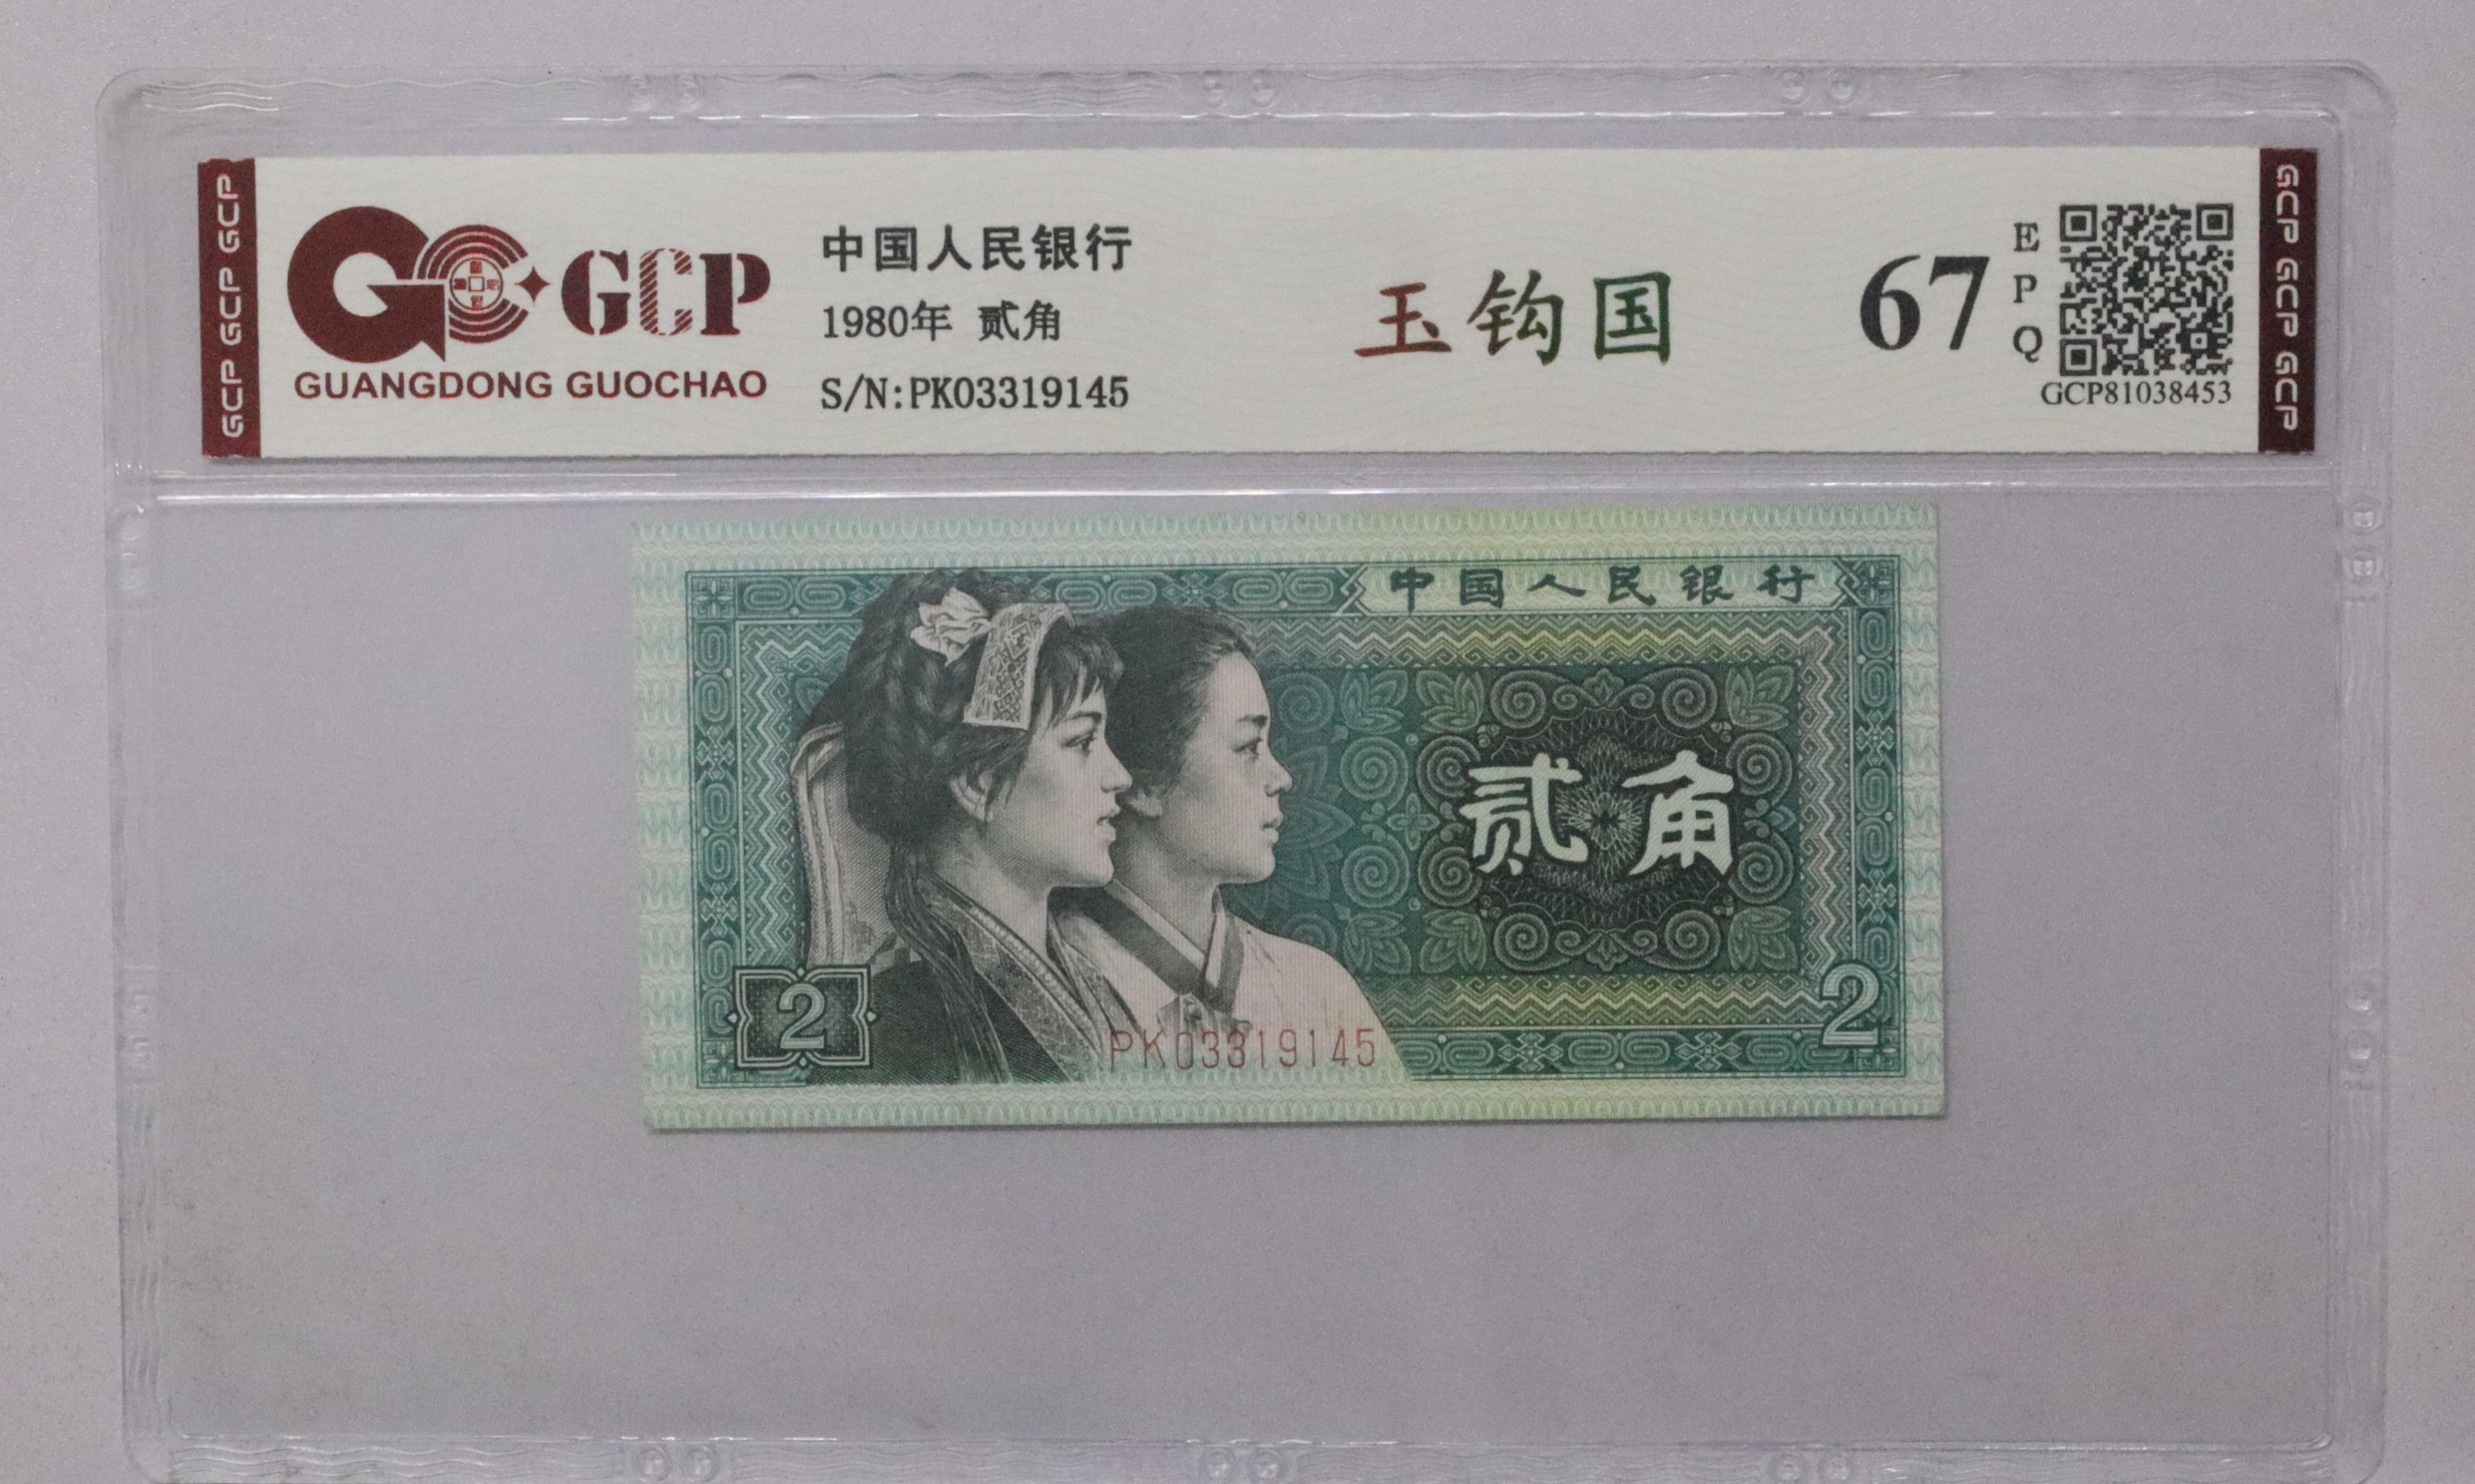 GCP GCP GCP
GCP
GUANGDONG GUOCHAO
中国人民银行
1980年 贰角
S/N:PK03319145
玉钩国
67
EPQ
GCP81038453
GCP GCP GCP
中国人民银行
贰角
2
2
PK03319145